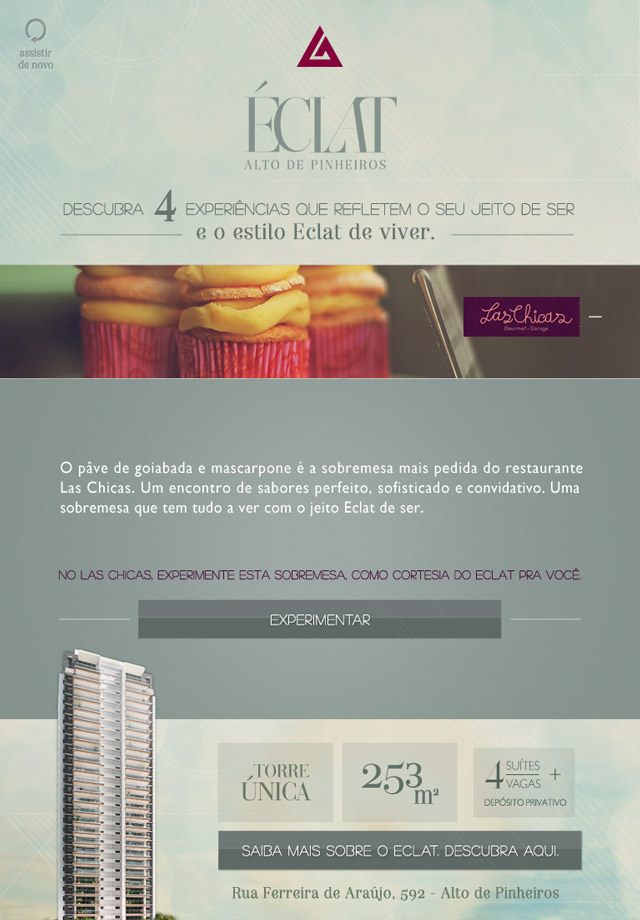 assistir
de novo
ÉCLAT
ALTO DE PINHEIROS
DESCUBRA 4 EXPERIÊNCIAS QUE REFLETEM O SEU JEITO DE SER
e o estilo Eclat de viver.
Las Chicas
Gourmet • Garage
O pâve de goiabada e mascarpone é a sobremesa mais pedida do restaurante
Las Chicas. Um encontro de sabores perfeito, sofisticado e convidativo. Uma
sobremesa que tem tudo a ver com o jeito Eclat de ser.
NO LAS CHICAS, EXPERIMENTE ESTA SOBREMESA, COMO CORTESIA DO ECLAT PRA VOCÊ.
EXPERIMENTAR
TORRE
ÚNICA
253
m²
4 SUÍTES
VAGAS +
DEPÓSITO PRIVATIVO
SAIBA MAIS SOBRE O ECLAT. DESCUBRA AQUI.
Rua Ferreira de Araújo, 592 - Alto de Pinheiros